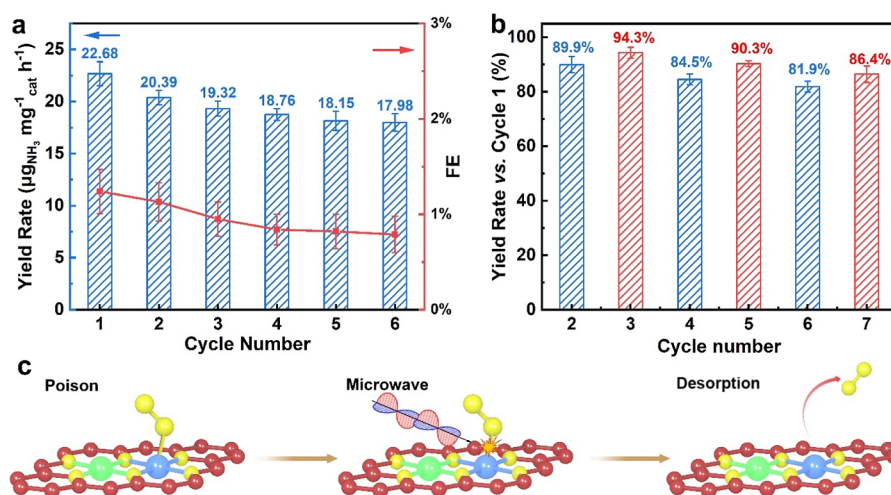 a
25
20
15
10
5
0
Yield Rate (µgNH₃ mg⁻¹cat h⁻¹)
22.68
20.39
19.32
18.76
18.15
17.98
3%
2%
1%
0%
FE
1 2 3 4 5 6
Cycle Number
b
100
80
60
40
20
0
Yield Rate vs. Cycle 1 (%)
89.9%
94.3%
84.5%
90.3%
81.9%
86.4%
2 3 4 5 6 7
Cycle number
c
Poison
Microwave
Desorption